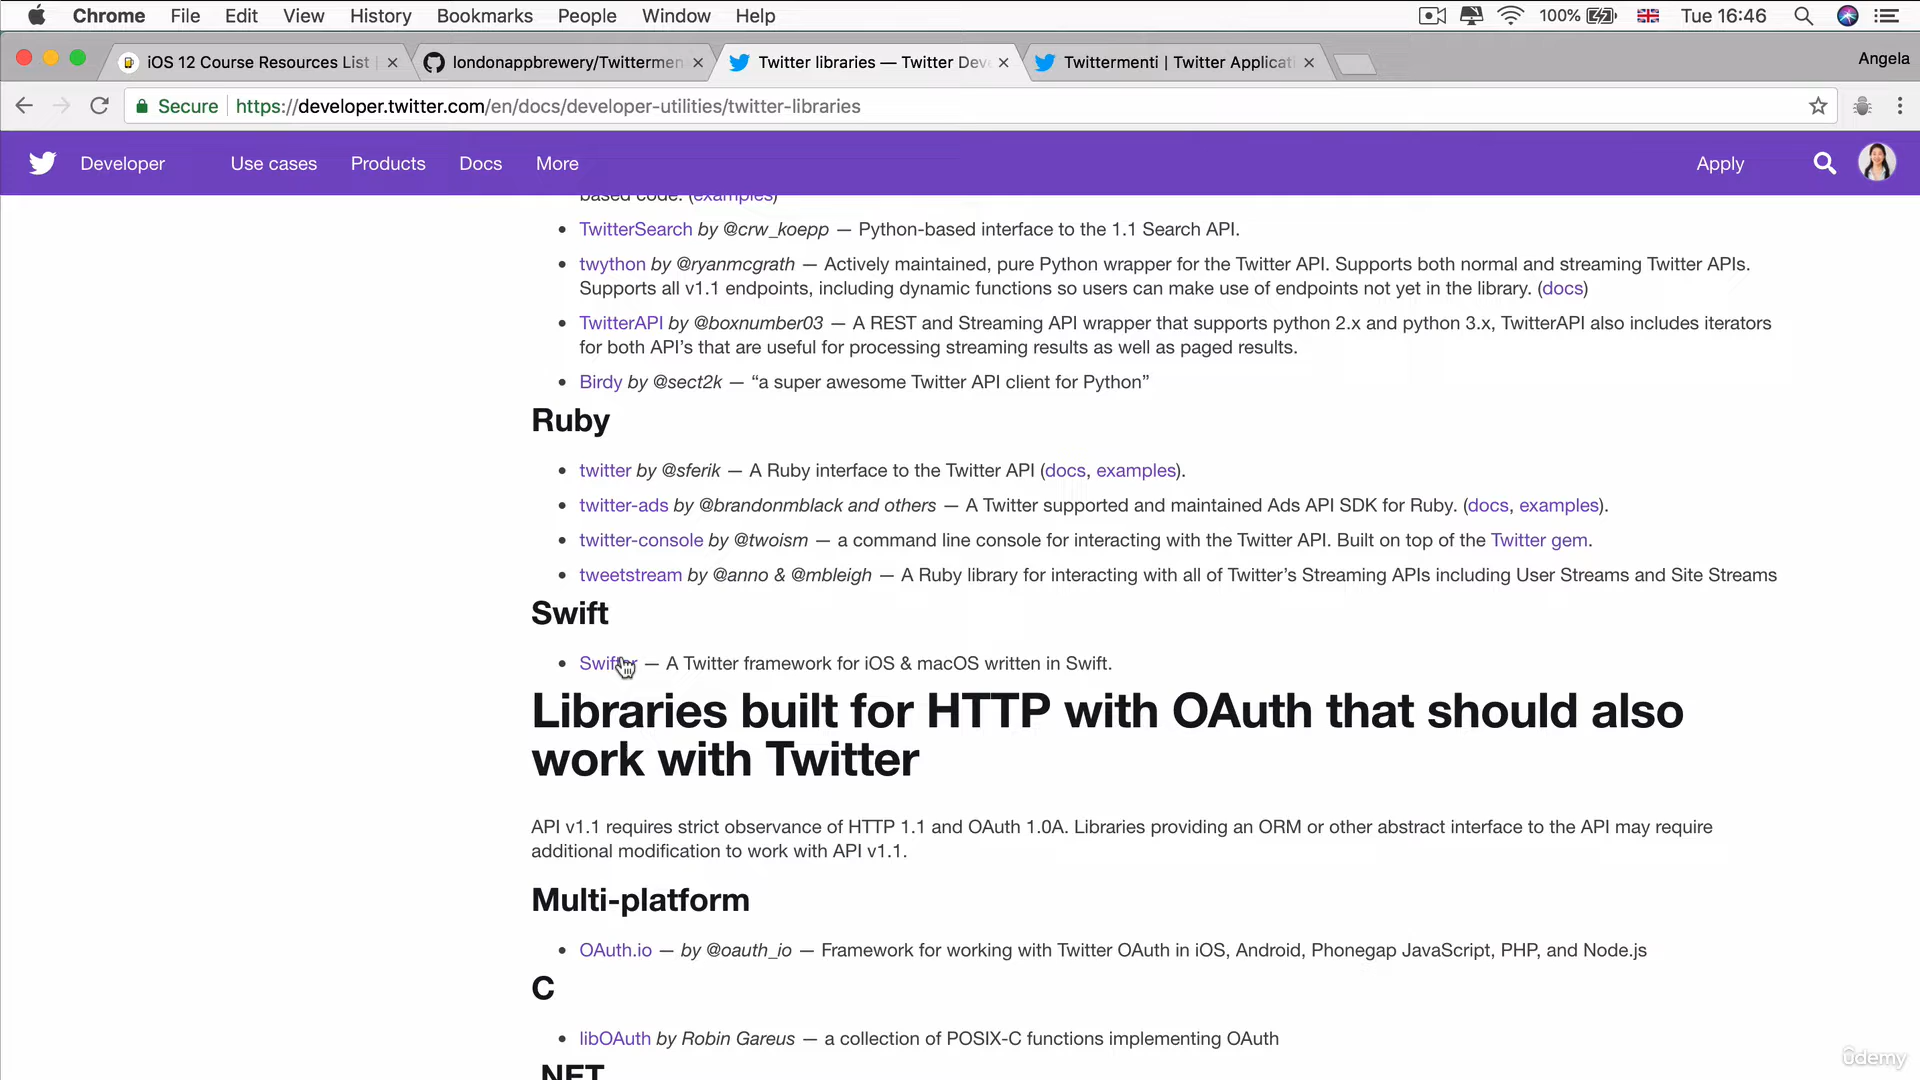 Chrome File Edit View History Bookmarks People Window Help 100% Tue 16:46
iOS 12 Course Resources List londonappbrewery/Twittermen Twitter libraries — Twitter Dev Twittermenti | Twitter Applicati Angela
Secure https://developer.twitter.com/en/docs/developer-utilities/twitter-libraries
Developer Use cases Products Docs More Apply
based code. (examples)
• TwitterSearch by @crw_koepp — Python-based interface to the 1.1 Search API.
• twython by @ryanmcgrath — Actively maintained, pure Python wrapper for the Twitter API. Supports both normal and streaming Twitter APIs.
Supports all v1.1 endpoints, including dynamic functions so users can make use of endpoints not yet in the library. (docs)
• TwitterAPI by @boxnumber03 — A REST and Streaming API wrapper that supports python 2.x and python 3.x, TwitterAPI also includes iterators
for both API’s that are useful for processing streaming results as well as paged results.
• Birdy by @sect2k — “a super awesome Twitter API client for Python”
Ruby
• twitter by @sferik — A Ruby interface to the Twitter API (docs, examples).
• twitter-ads by @brandonmblack and others — A Twitter supported and maintained Ads API SDK for Ruby. (docs, examples).
• twitter-console by @twoism — a command line console for interacting with the Twitter API. Built on top of the Twitter gem.
• tweetstream by @anno & @mbleigh — A Ruby library for interacting with all of Twitter’s Streaming APIs including User Streams and Site Streams
Swift
• Swifter — A Twitter framework for iOS & macOS written in Swift.
Libraries built for HTTP with OAuth that should also
work with Twitter
API v1.1 requires strict observance of HTTP 1.1 and OAuth 1.0A. Libraries providing an ORM or other abstract interface to the API may require
additional modification to work with API v1.1.
Multi-platform
• OAuth.io — by @oauth_io — Framework for working with Twitter OAuth in iOS, Android, Phonegap JavaScript, PHP, and Node.js
C
• libOAuth by Robin Gareus — a collection of POSIX-C functions implementing OAuth
.NET
udemy